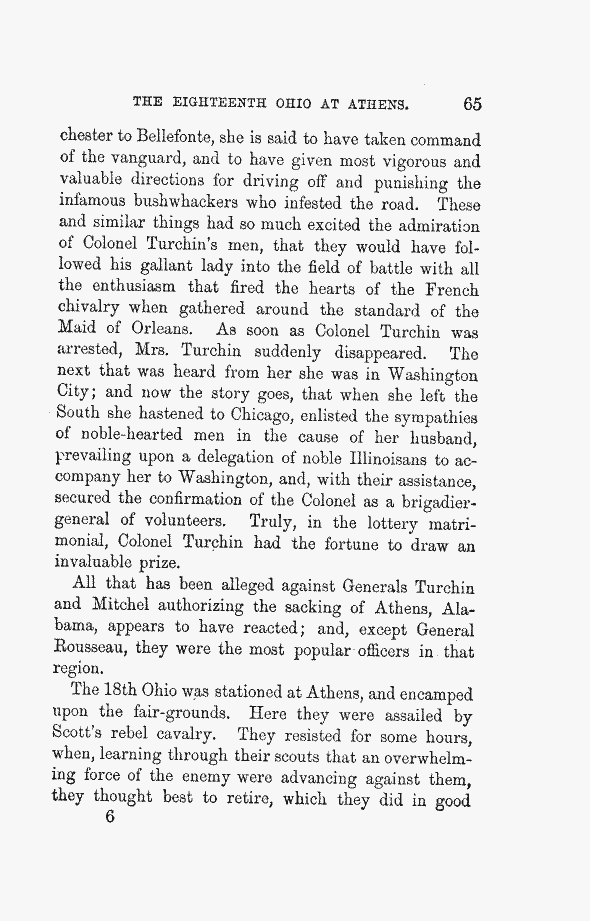 THE EIGHTEENTH OHIO AT ATHENS. 65
chester to Bellefonte, she is said to have taken command
of the vanguard, and to have given most vigorous and
valuable directions for driving off and punishing the
infamous bushwhackers who infested the road. These
and similar things had so much excited the admiration
of Colonel Turchin's men, that they would have fol-
lowed his gallant lady into the field of battle with all
the enthusiasm that fired the hearts of the French
chivalry when gathered around the standard of the
Maid of Orleans. As soon as Colonel Turchin was
arrested, Mrs. Turchin suddenly disappeared. The
next that was heard from her she was in Washington
City; and now the story goes, that when she left the
South she hastened to Chicago, enlisted the sympathies
of noble-hearted men in the cause of her husband,
prevailing upon a delegation of noble Illinoisans to ac-
company her to Washington, and, with their assistance,
secured the confirmation of the Colonel as a brigadier-
general of volunteers. Truly, in the lottery matri-
monial, Colonel Turchin had the fortune to draw an
invaluable prize.
All that has been alleged against Generals Turchin
and Mitchel authorizing the sacking of Athens, Ala-
bama, appears to have reacted; and, except General
Rousseau, they were the most popular officers in that
region.
The 18th Ohio was stationed at Athens, and encamped
upon the fair-grounds. Here they were assailed by
Scott's rebel cavalry. They resisted for some hours,
when, learning through their scouts that an overwhelm-
ing force of the enemy were advancing against them,
they thought best to retire, which they did in good
6